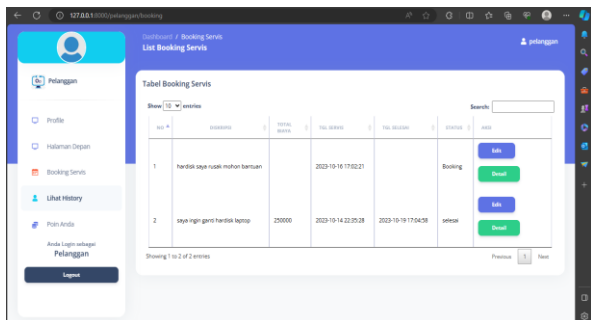 127.0.0.1:8000/pelanggan/booking
Dashboard / Booking Servis
List Booking Servis
pelanggan
Pelanggan
Profile
Halaman Depan
Booking Servis
Lihat History
Poin Anda
Anda Login sebagai
Pelanggan
Logout
Tabel Booking Servis
Show 10 entries
Search:
NO DESKRIPSI TOTAL BIAYA TGL SERVIS TGL SELESAI STATUS AKSI
1 hardisk saya rusak mohon bantuan 2023-10-16 17:02:21 Booking Edit
Detail
2 saya ingin ganti hardisk laptop 250000 2023-10-14 22:35:28 2023-10-19 17:04:58 selesai Edit
Detail
Showing 1 to 2 of 2 entries
Previous 1 Next